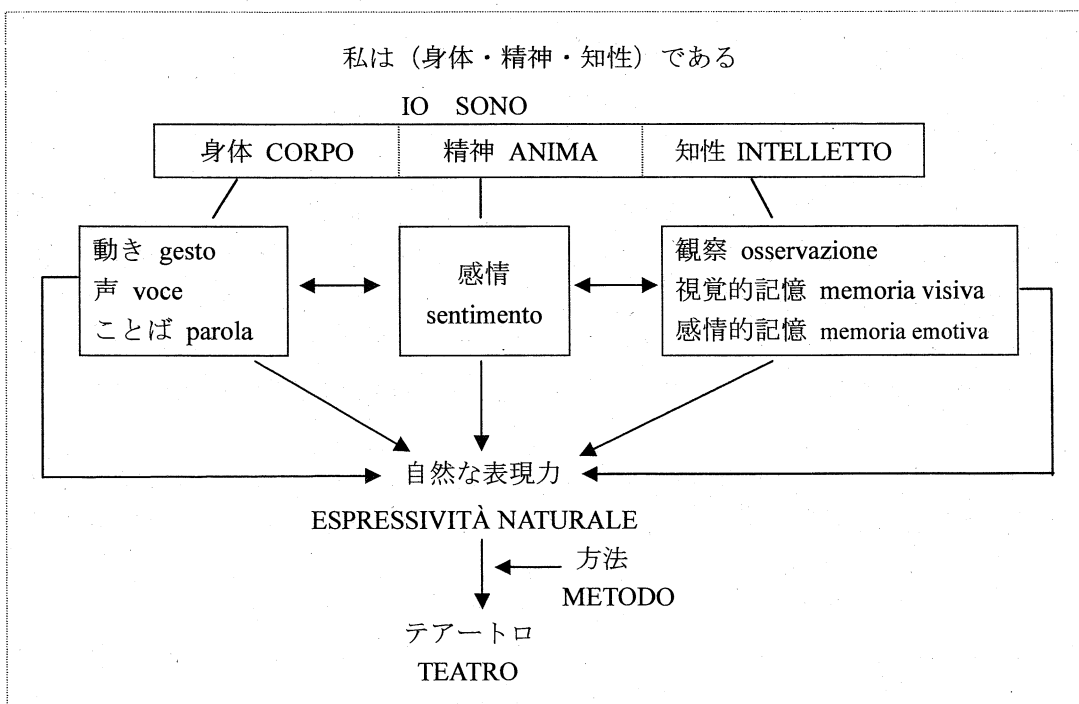 私は（身体・精神・知性）である
IO SONO
身体 CORPO
精神 ANIMA
知性 INTELLETTO
動き gesto
声 voce
ことば parola
感情
sentimento
観察 osservazione
視覚的記憶 memoria visiva
感情的記憶 memoria emotiva
自然な表現力
ESPRESSIVITÀ NATURALE
方法
METODO
テアートロ
TEATRO